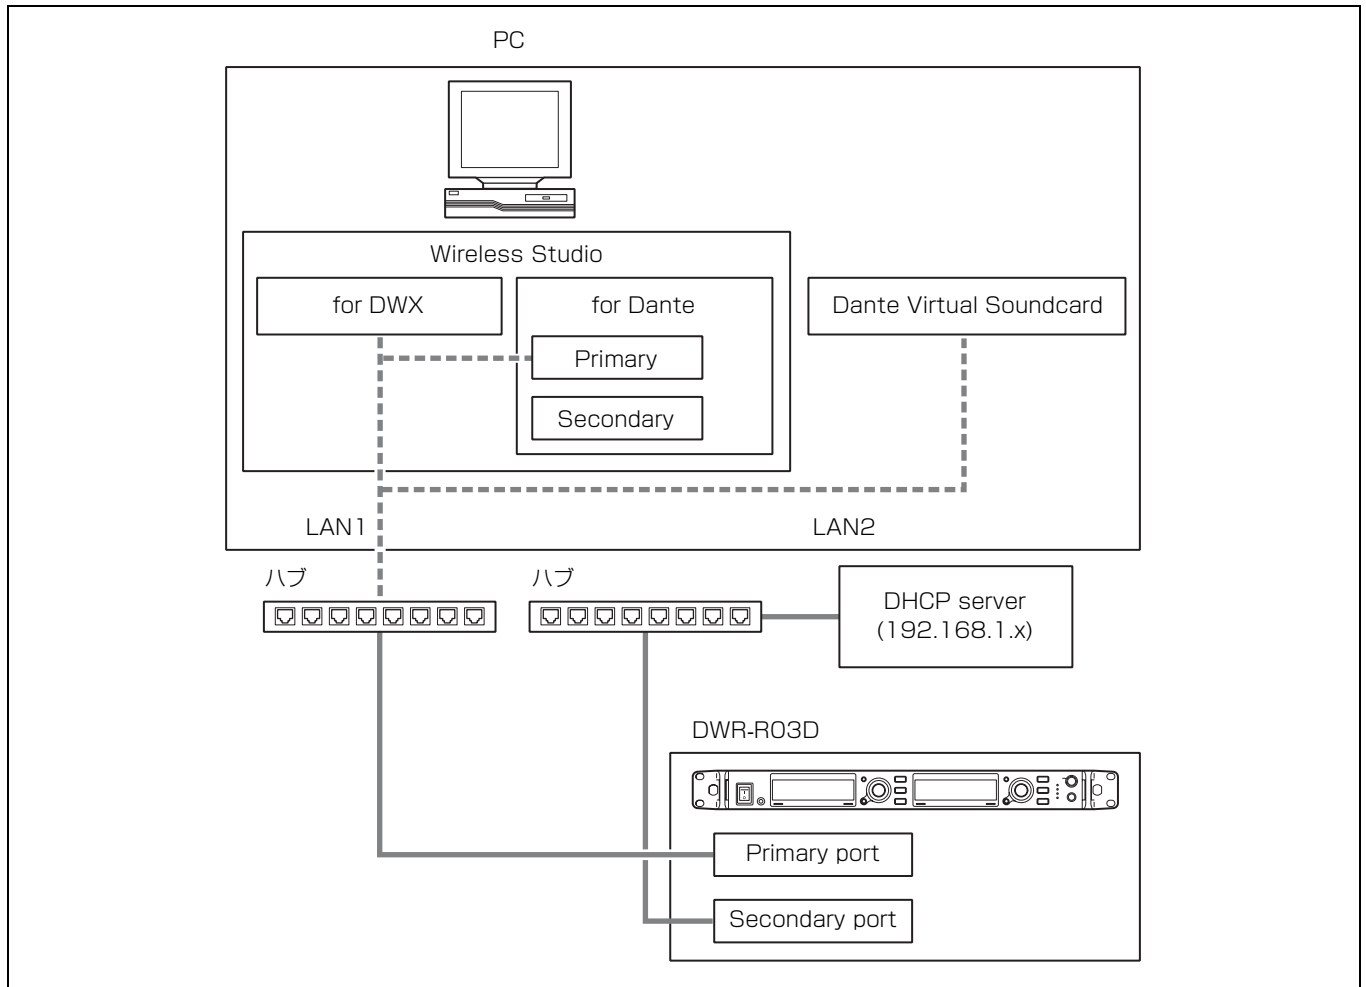 PC
Wireless Studio
for DWX
for Dante
Dante Virtual Soundcard
Primary
Secondary
LAN1
LAN2
ハブ
ハブ
DHCP server
(192.168.1.x)
DWR-R03D
Primary port
Secondary port